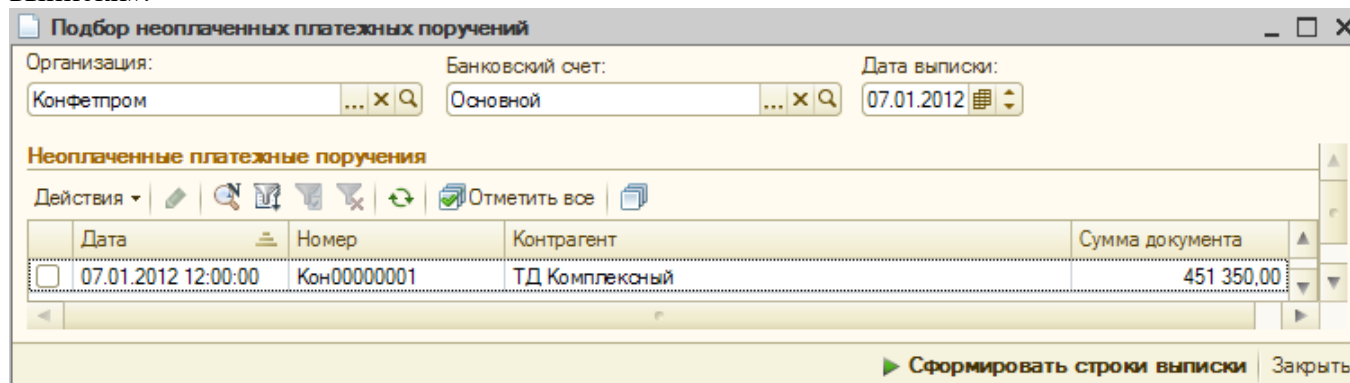 Подбор неоплаченных платежных поручений
Организация: Банковский счет: Дата выписки:
Конфетпром ... Основной ... 07.01.2012
Неоплаченные платежные поручения
Действия Отметить все
Дата Номер Контрагент Сумма документа
07.01.2012 12:00:00 Кон00000001 ТД Комплексный 451 350,00
Сформировать строки выписки Закрыть